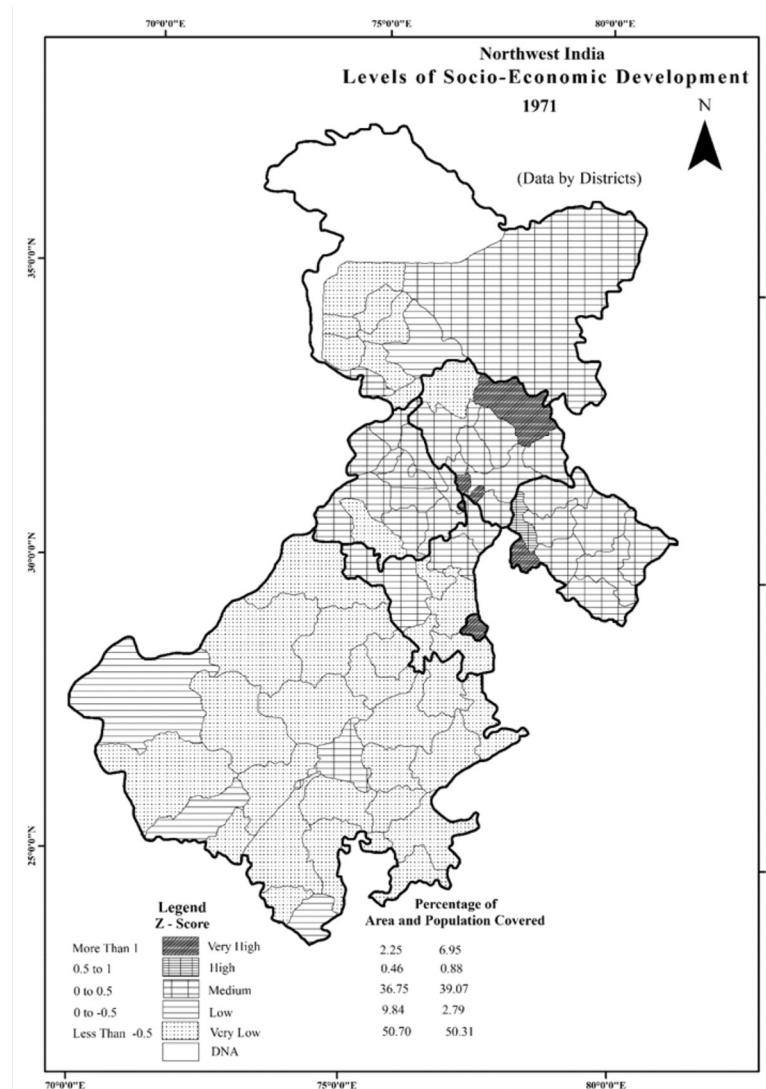 70°0'0"E 75°0'0"E 80°0'0"E
Northwest India
Levels of Socio-Economic Development
1971
N
(Data by Districts)
35°0'0"N
30°0'0"N
25°0'0"N
Legend
Z - Score
Percentage of
Area and Population Covered
More Than 1 Very High 2.25 6.95
0.5 to 1 High 0.46 0.88
0 to 0.5 Medium 36.75 39.07
0 to -0.5 Low 9.84 2.79
Less Than -0.5 Very Low 50.70 50.31
DNA
70°0'0"E 75°0'0"E 80°0'0"E